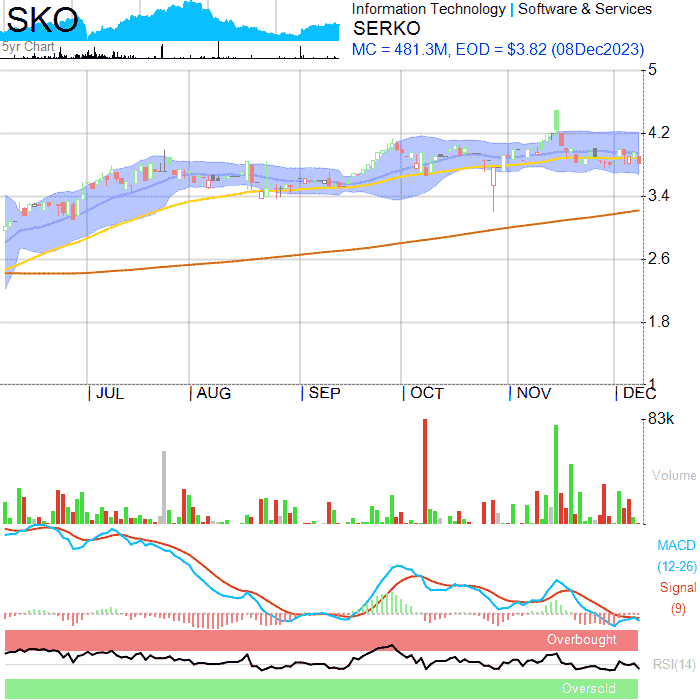 SKO
5yr Chart
Information Technology | Software & Services
SERKO
MC = 481.3M, EOD = $3.82 (08Dec2023)
5
4.2
3.4
2.6
1.8
1
JUL AUG SEP OCT NOV DEC
83k
Volume
MACD
(12-26)
Signal
(9)
Overbought
RSI(14)
Oversold